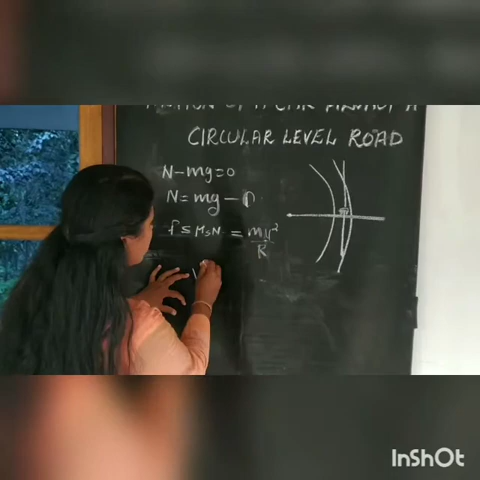 CIRCULAR LEVEL ROAD
N-mg=0
N=mg-
f≤μsN = mv²/R
InShOt